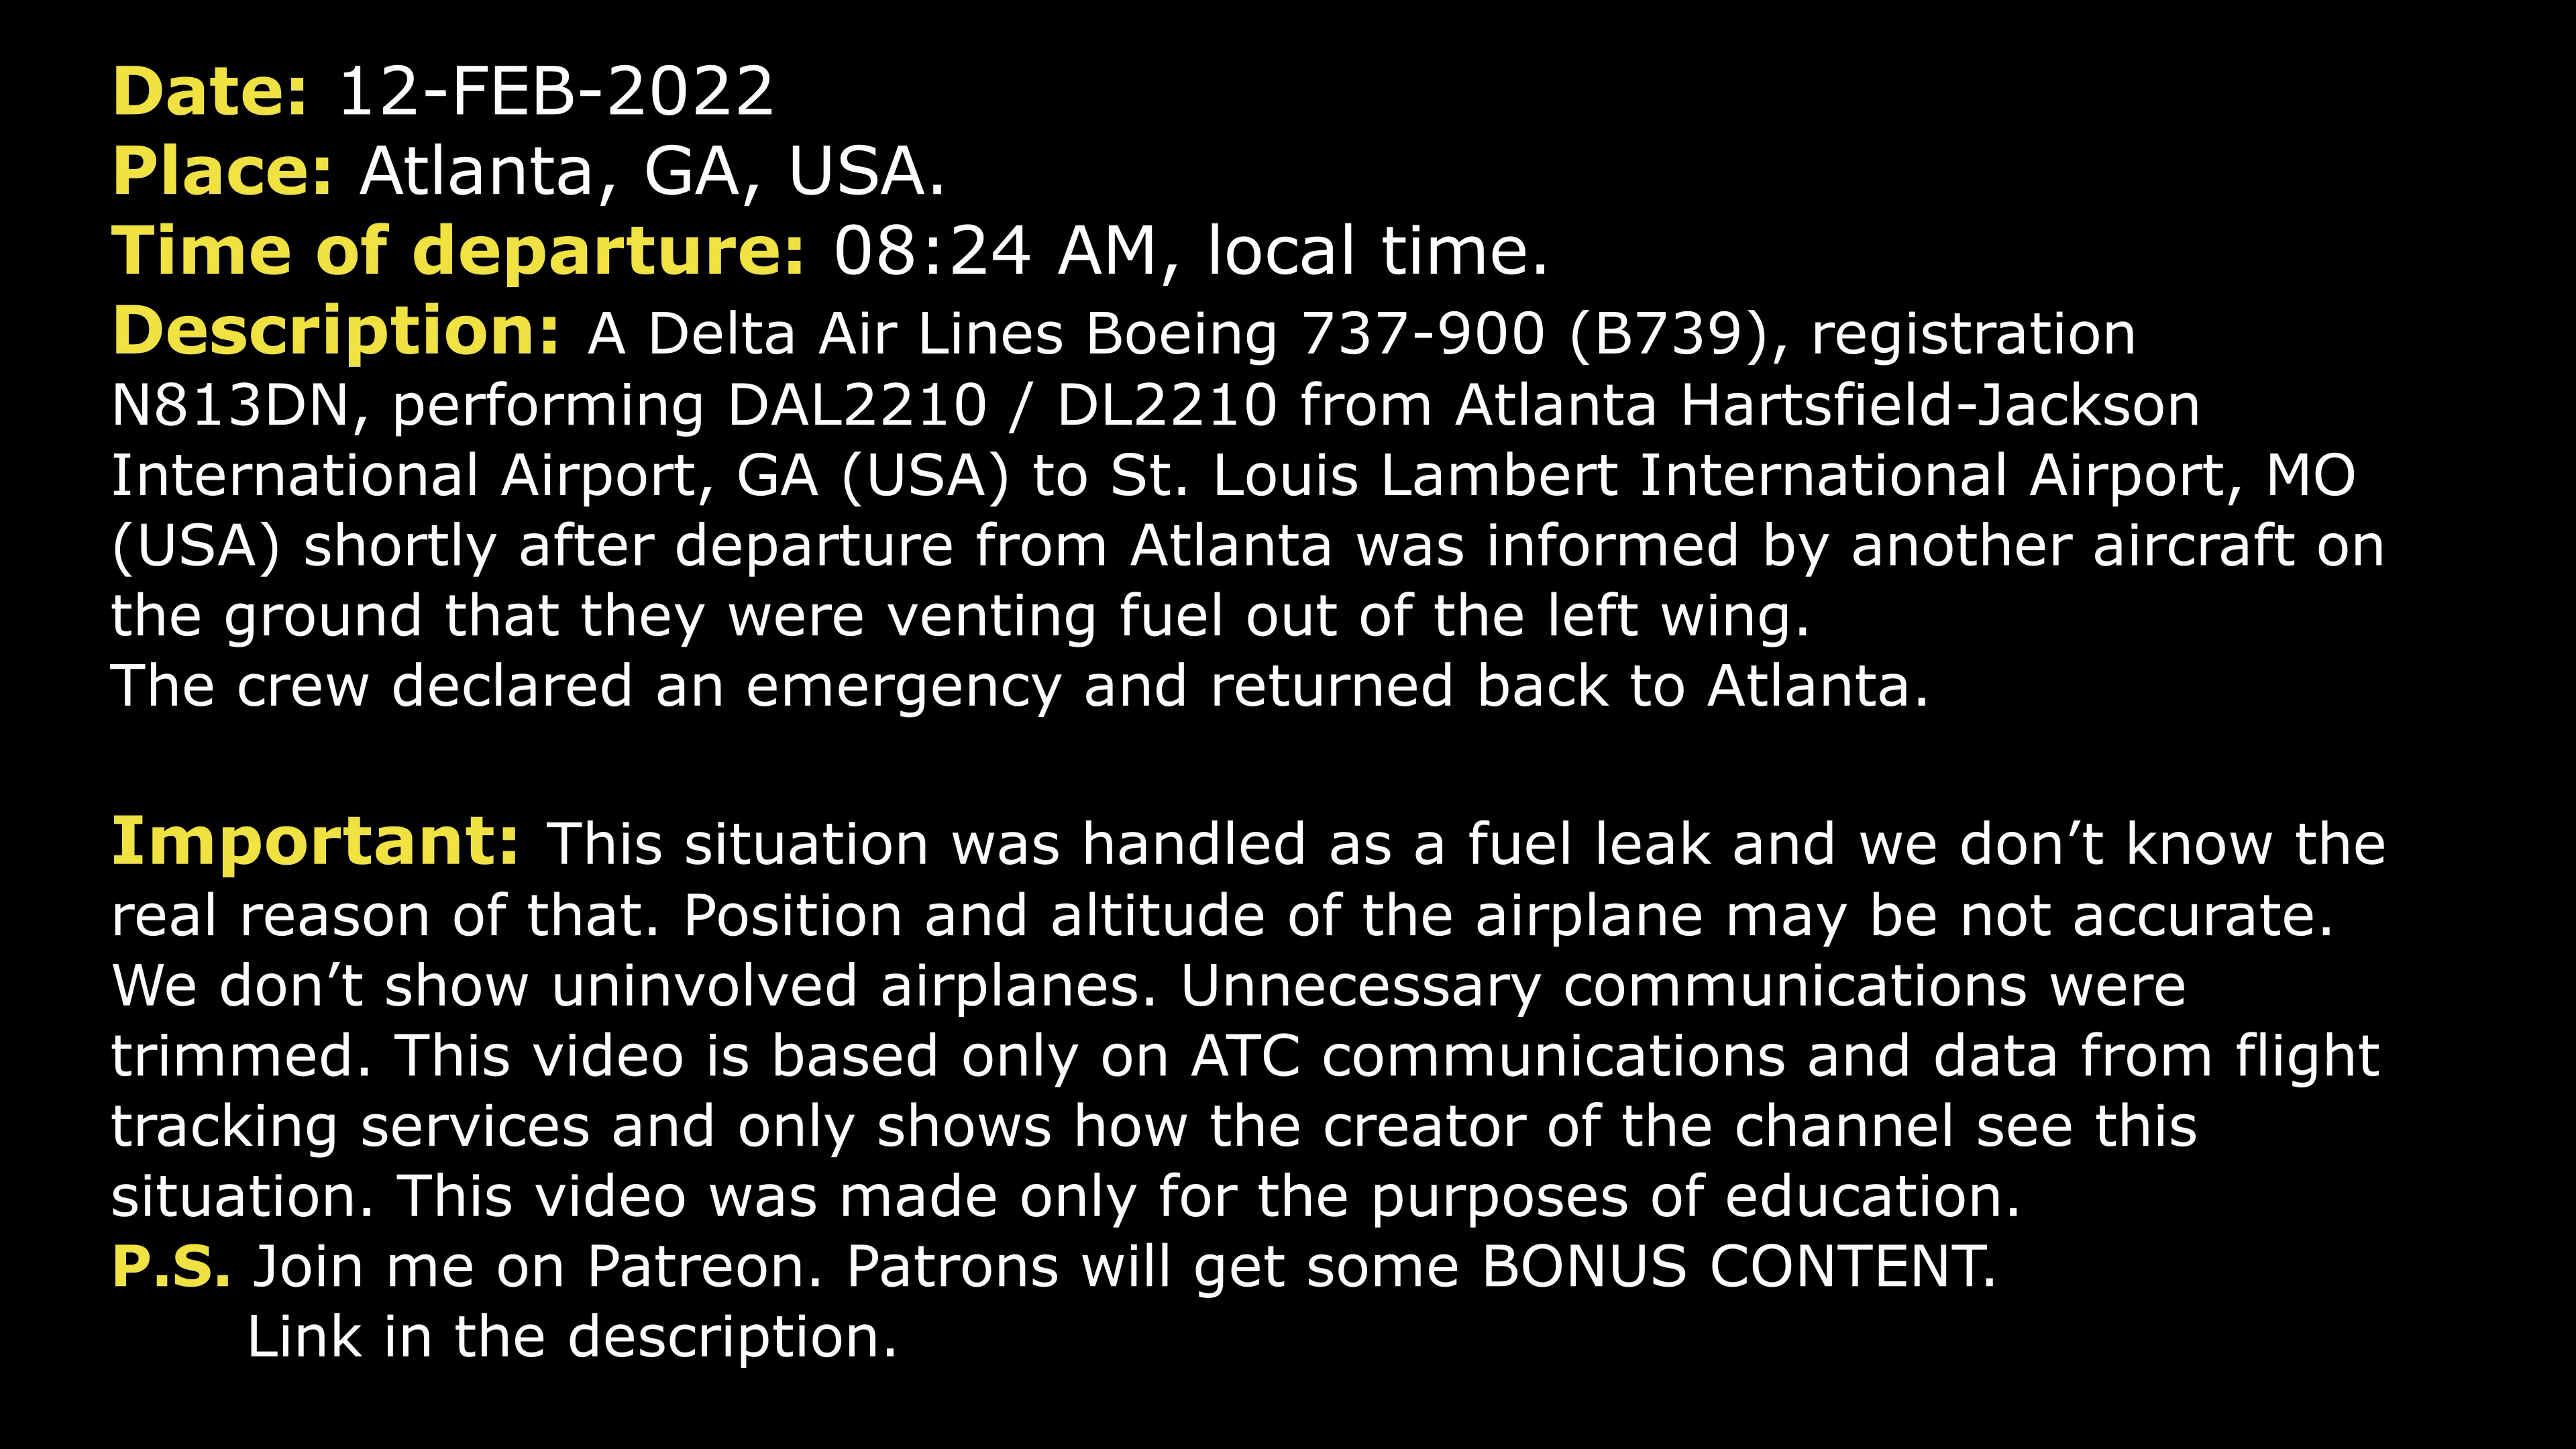 Date: 12-FEB-2022
Place: Atlanta, GA, USA.
Time of departure: 08:24 AM, local time.
Description: A Delta Air Lines Boeing 737-900 (B739), registration
N813DN, performing DAL2210 / DL2210 from Atlanta Hartsfield-Jackson
International Airport, GA (USA) to St. Louis Lambert International Airport, MO
(USA) shortly after departure from Atlanta was informed by another aircraft on
the ground that they were venting fuel out of the left wing.
The crew declared an emergency and returned back to Atlanta.
Important: This situation was handled as a fuel leak and we don’t know the
real reason of that. Position and altitude of the airplane may be not accurate.
We don’t show uninvolved airplanes. Unnecessary communications were
trimmed. This video is based only on ATC communications and data from flight
tracking services and only shows how the creator of the channel see this
situation. This video was made only for the purposes of education.
P.S. Join me on Patreon. Patrons will get some BONUS CONTENT.
Link in the description.